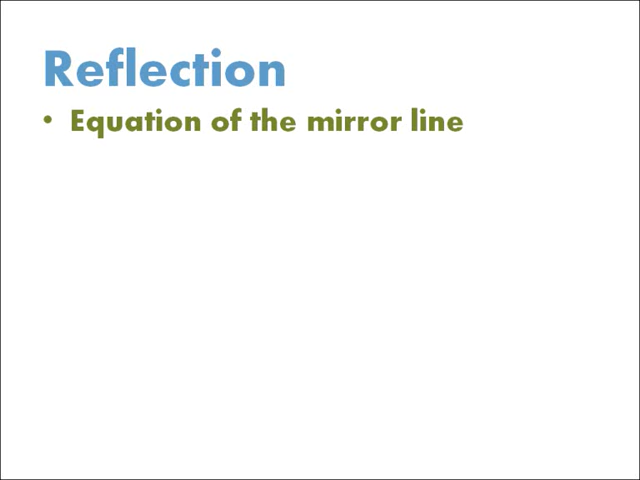 Reflection
• Equation of the mirror line